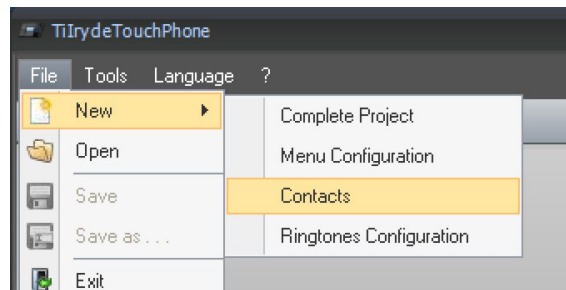 TiIrydeTouchPhone
File Tools Language ?
New
Complete Project
Open
Menu Configuration
Save
Contacts
Save as . . .
Ringtones Configuration
Exit